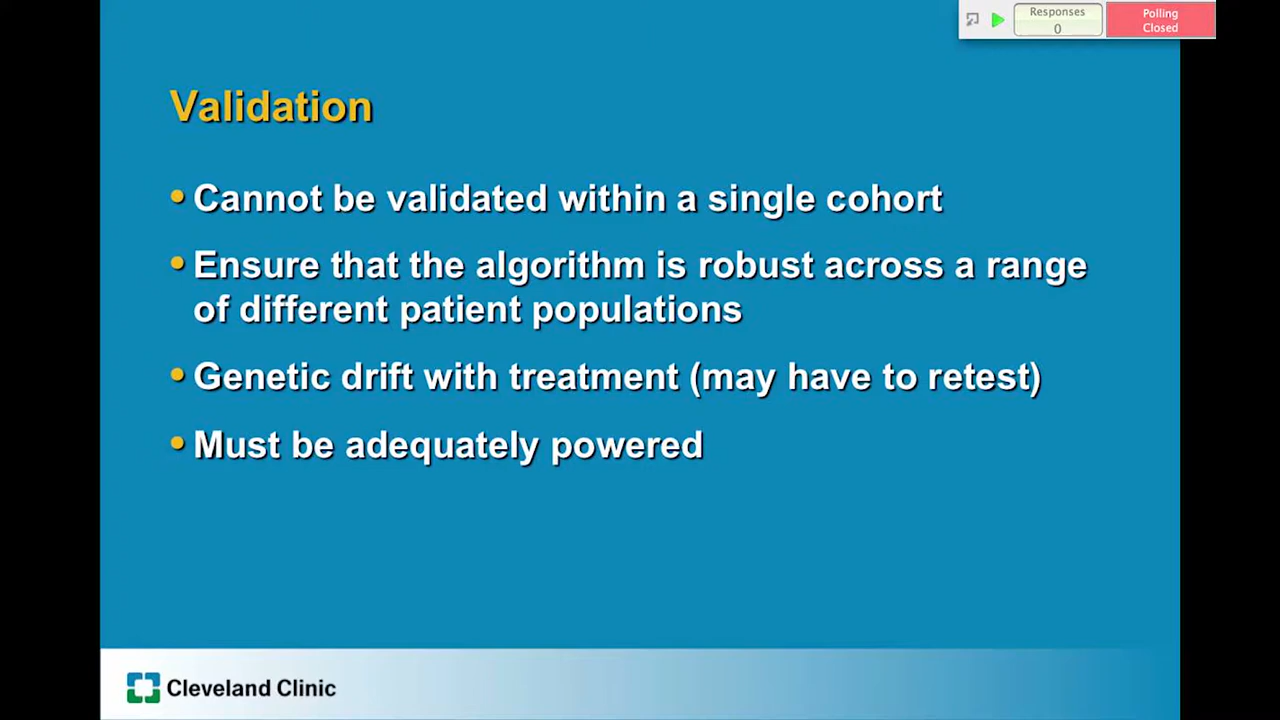 Responses
0
Polling
Closed
Validation
• Cannot be validated within a single cohort
• Ensure that the algorithm is robust across a range
of different patient populations
• Genetic drift with treatment (may have to retest)
• Must be adequately powered
Cleveland Clinic